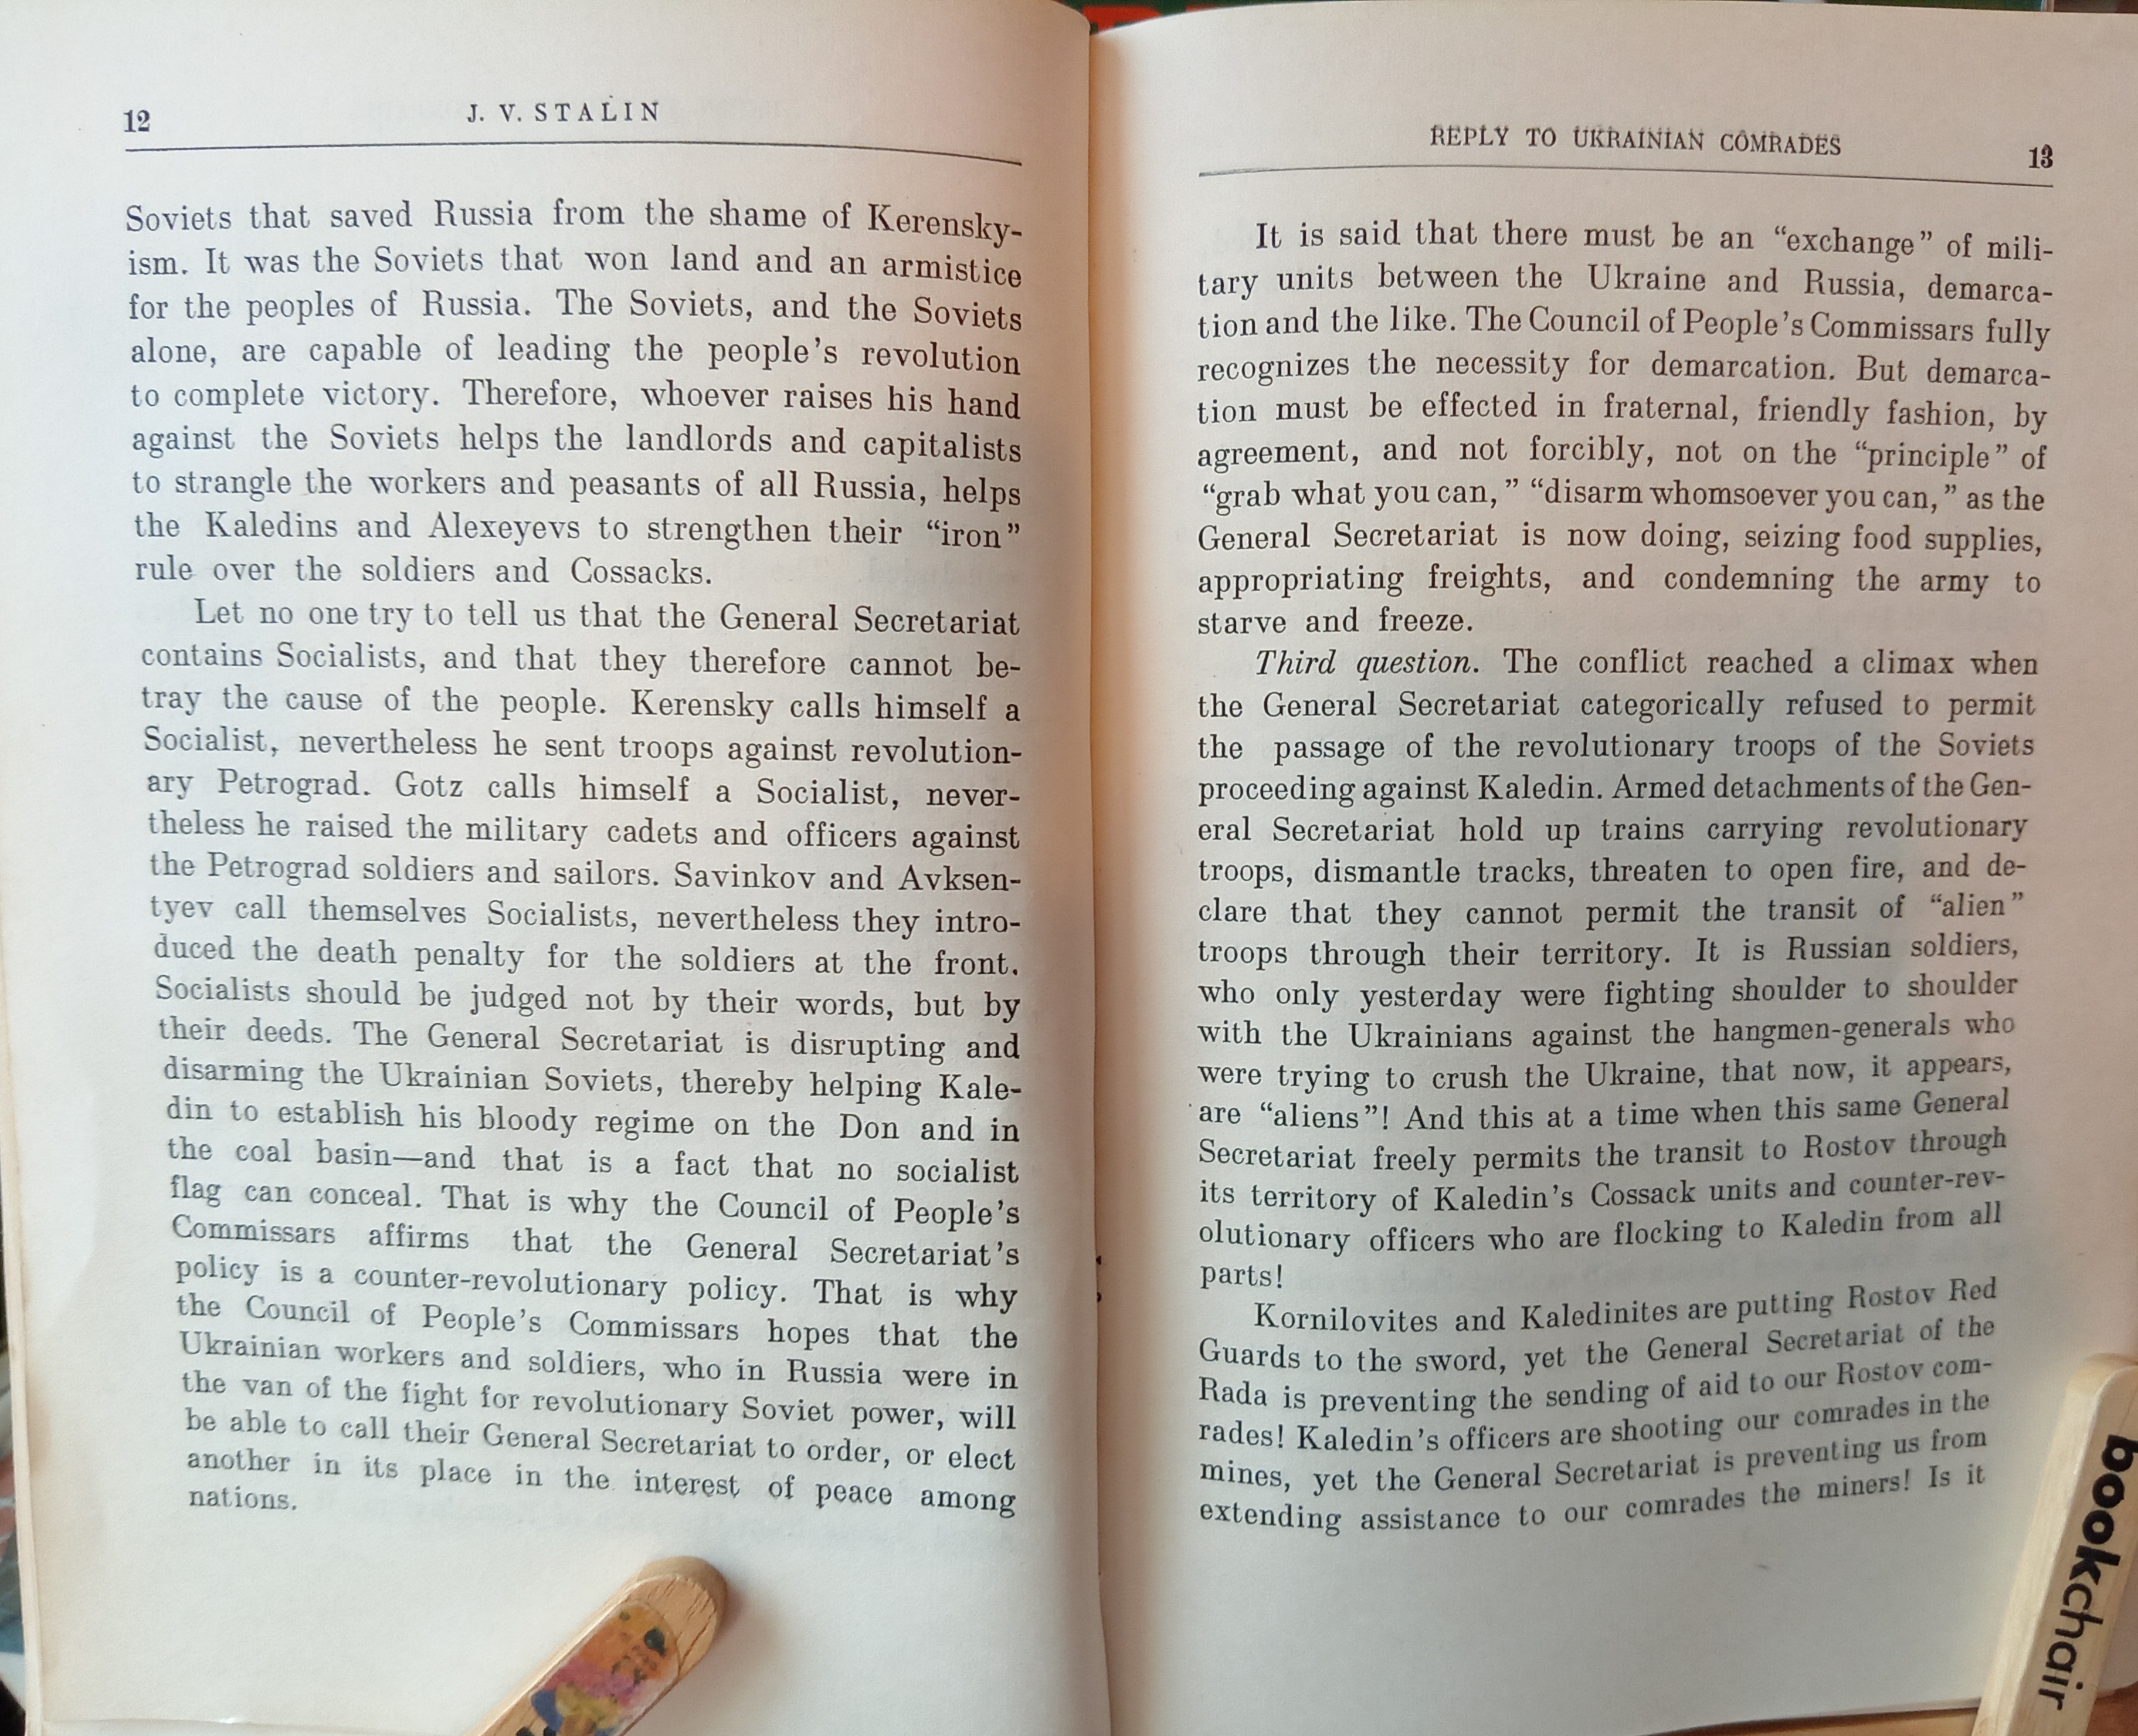 12
J. V. STALIN
Soviets that saved Russia from the shame of Kerensky-
ism. It was the Soviets that won land and an armistice
for the peoples of Russia. The Soviets, and the Soviets
alone, are capable of leading the people's revolution
to complete victory. Therefore, whoever raises his hand
against the Soviets helps the landlords and capitalists
to strangle the workers and peasants of all Russia, helps
the Kaledins and Alexeyevs to strengthen their “iron”
rule over the soldiers and Cossacks.
Let no one try to tell us that the General Secretariat
contains Socialists, and that they therefore cannot be-
tray the cause of the people. Kerensky calls himself a
Socialist, nevertheless he sent troops against revolution-
ary Petrograd. Gotz calls himself a Socialist, never-
theless he raised the military cadets and officers against
the Petrograd soldiers and sailors. Savinkov and Avksen-
tyev call themselves Socialists, nevertheless they intro-
duced the death penalty for the soldiers at the front.
Socialists should be judged not by their words, but by
their deeds. The General Secretariat is disrupting and
disarming the Ukrainian Soviets, thereby helping Kale-
din to establish his bloody regime on the Don and in
the coal basin—and that is a fact that no socialist
flag can conceal. That is why the Council of People's
Commissars affirms that the General Secretariat's
policy is a counter-revolutionary policy. That is why
the Council of People's Commissars hopes that the
Ukrainian workers and soldiers, who in Russia were in
the van of the fight for revolutionary Soviet power, will
be able to call their General Secretariat to order, or elect
another in its place in the interest of peace among
nations.
REPLY TO UKRAINIAN COMRADES
13
It is said that there must be an “exchange” of mili-
tary units between the Ukraine and Russia, demarca-
tion and the like. The Council of People's Commissars fully
recognizes the necessity for demarcation. But demarca-
tion must be effected in fraternal, friendly fashion, by
agreement, and not forcibly, not on the “principle” of
“grab what you can,” “disarm whomsoever you can,” as the
General Secretariat is now doing, seizing food supplies,
appropriating freights, and condemning the army to
starve and freeze.
Third question. The conflict reached a climax when
the General Secretariat categorically refused to permit
the passage of the revolutionary troops of the Soviets
proceeding against Kaledin. Armed detachments of the Gen-
eral Secretariat hold up trains carrying revolutionary
troops, dismantle tracks, threaten to open fire, and de-
clare that they cannot permit the transit of “alien”
troops through their territory. It is Russian soldiers,
who only yesterday were fighting shoulder to shoulder
with the Ukrainians against the hangmen-generals who
were trying to crush the Ukraine, that now, it appears,
are “aliens”! And this at a time when this same General
Secretariat freely permits the transit to Rostov through
its territory of Kaledin's Cossack units and counter-rev-
olutionary officers who are flocking to Kaledin from all
parts!
Kornilovites and Kaledinites are putting Rostov Red
Guards to the sword, yet the General Secretariat of the
Rada is preventing the sending of aid to our Rostov com-
rades! Kaledin's officers are shooting our comrades in the
mines, yet the General Secretariat is preventing us from
extending assistance to our comrades the miners! Is it
bookchair